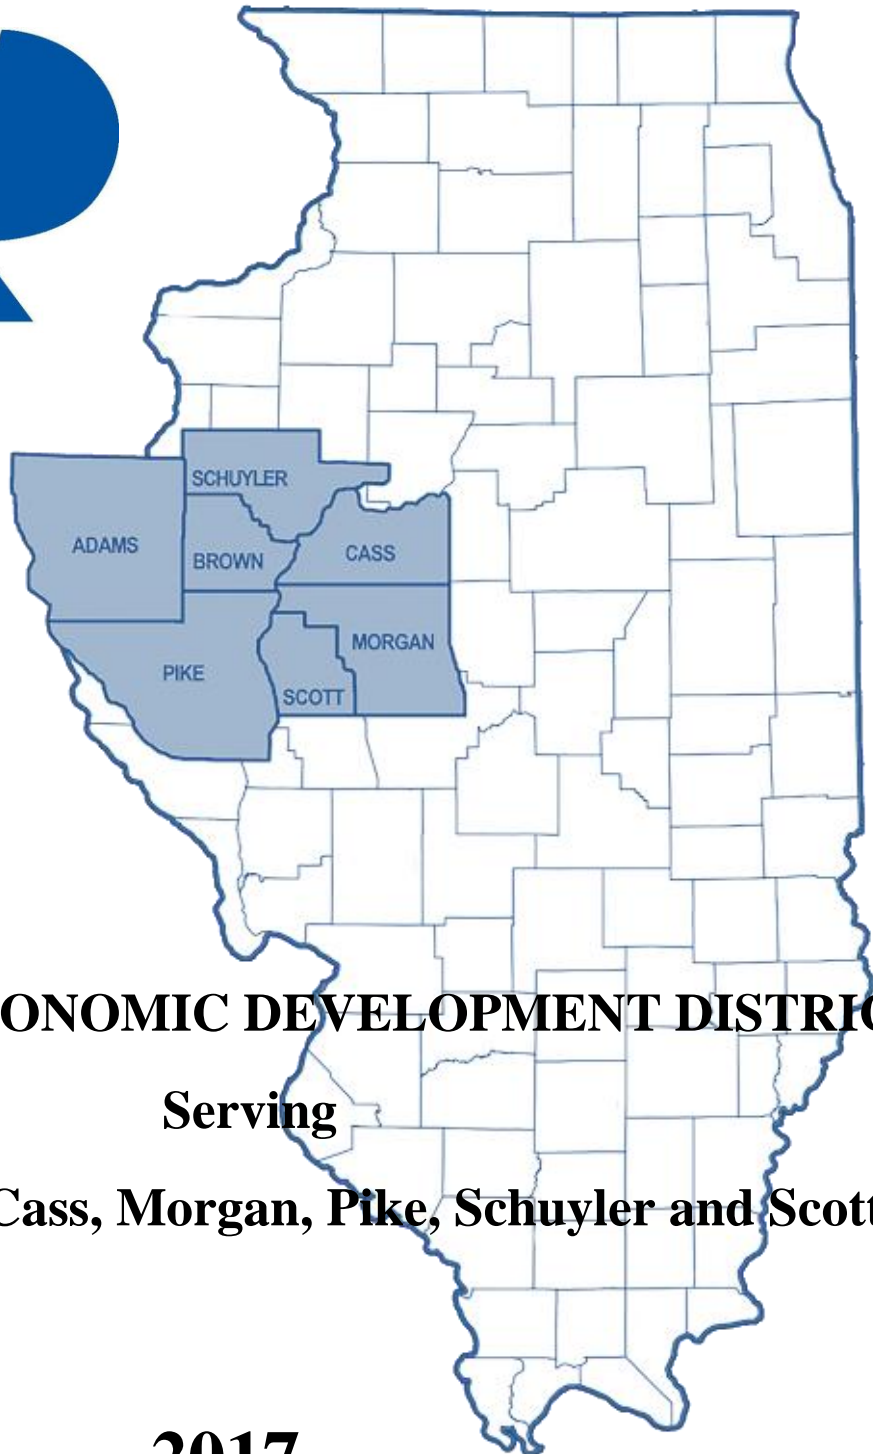 SCHUYLER
ADAMS
BROWN
CASS
MORGAN
PIKE
SCOTT
ONOMIC DEVELOPMENT DISTRIC
Serving
Cass, Morgan, Pike, Schuyler and Scott
2017